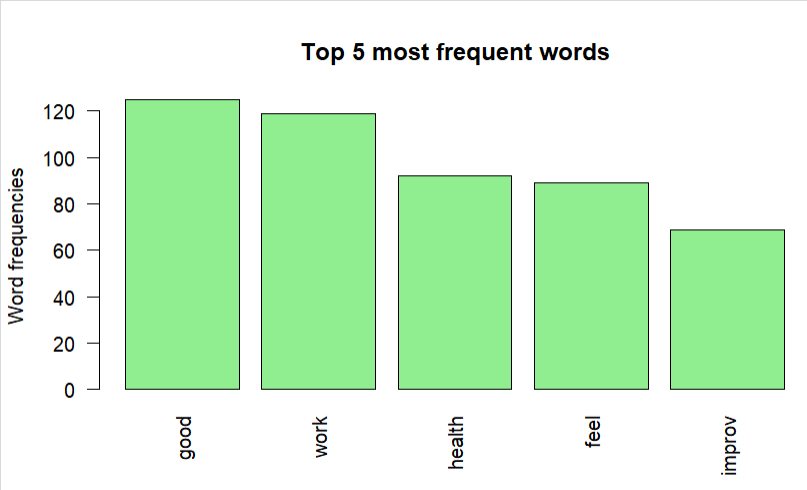 Top 5 most frequent words
Word frequencies
120
100
80
60
40
20
0
good
work
health
feel
improv